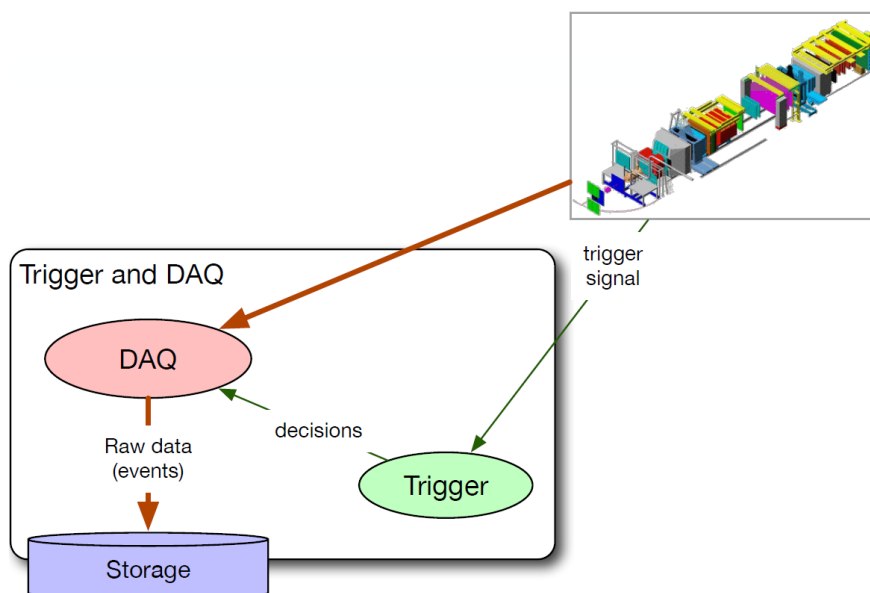 trigger
signal
Trigger and DAQ
DAQ
decisions
Raw data
(events)
Trigger
Storage